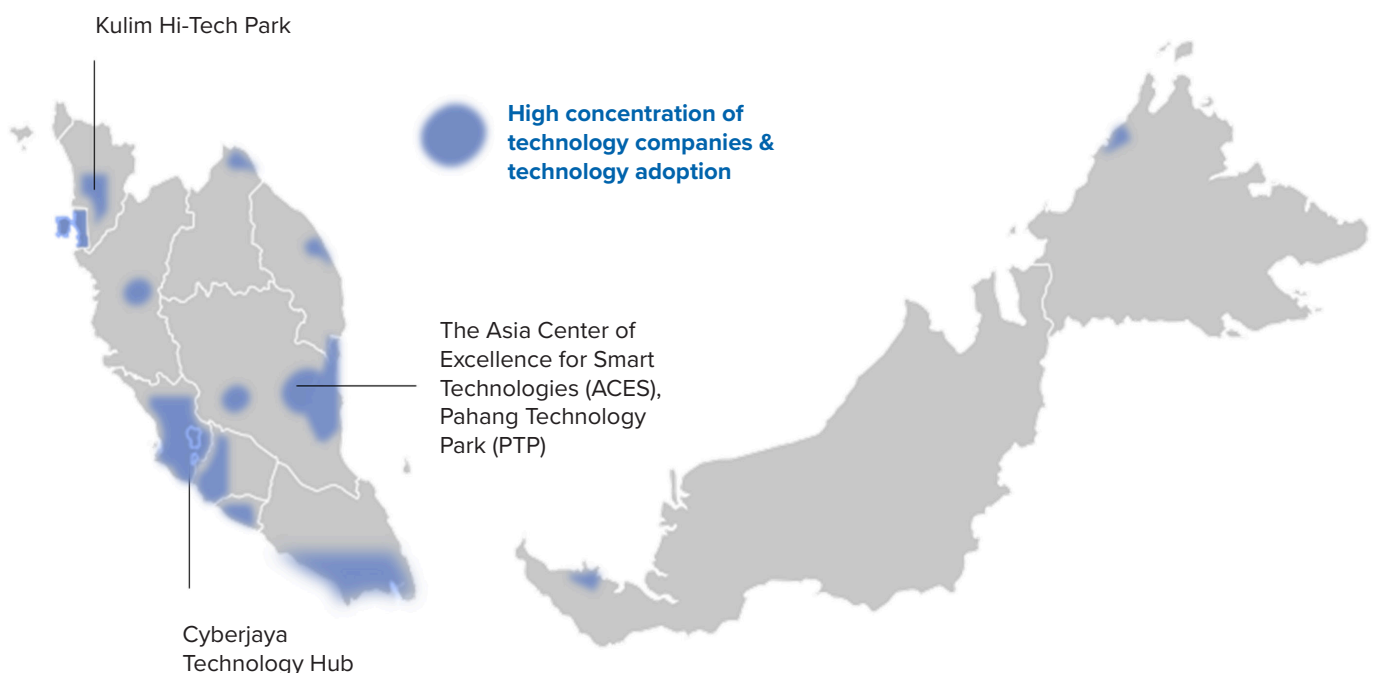 Kulim Hi-Tech Park
High concentration of
technology companies &
technology adoption
The Asia Center of
Excellence for Smart
Technologies (ACES),
Pahang Technology
Park (PTP)
Cyberjaya
Technology Hub